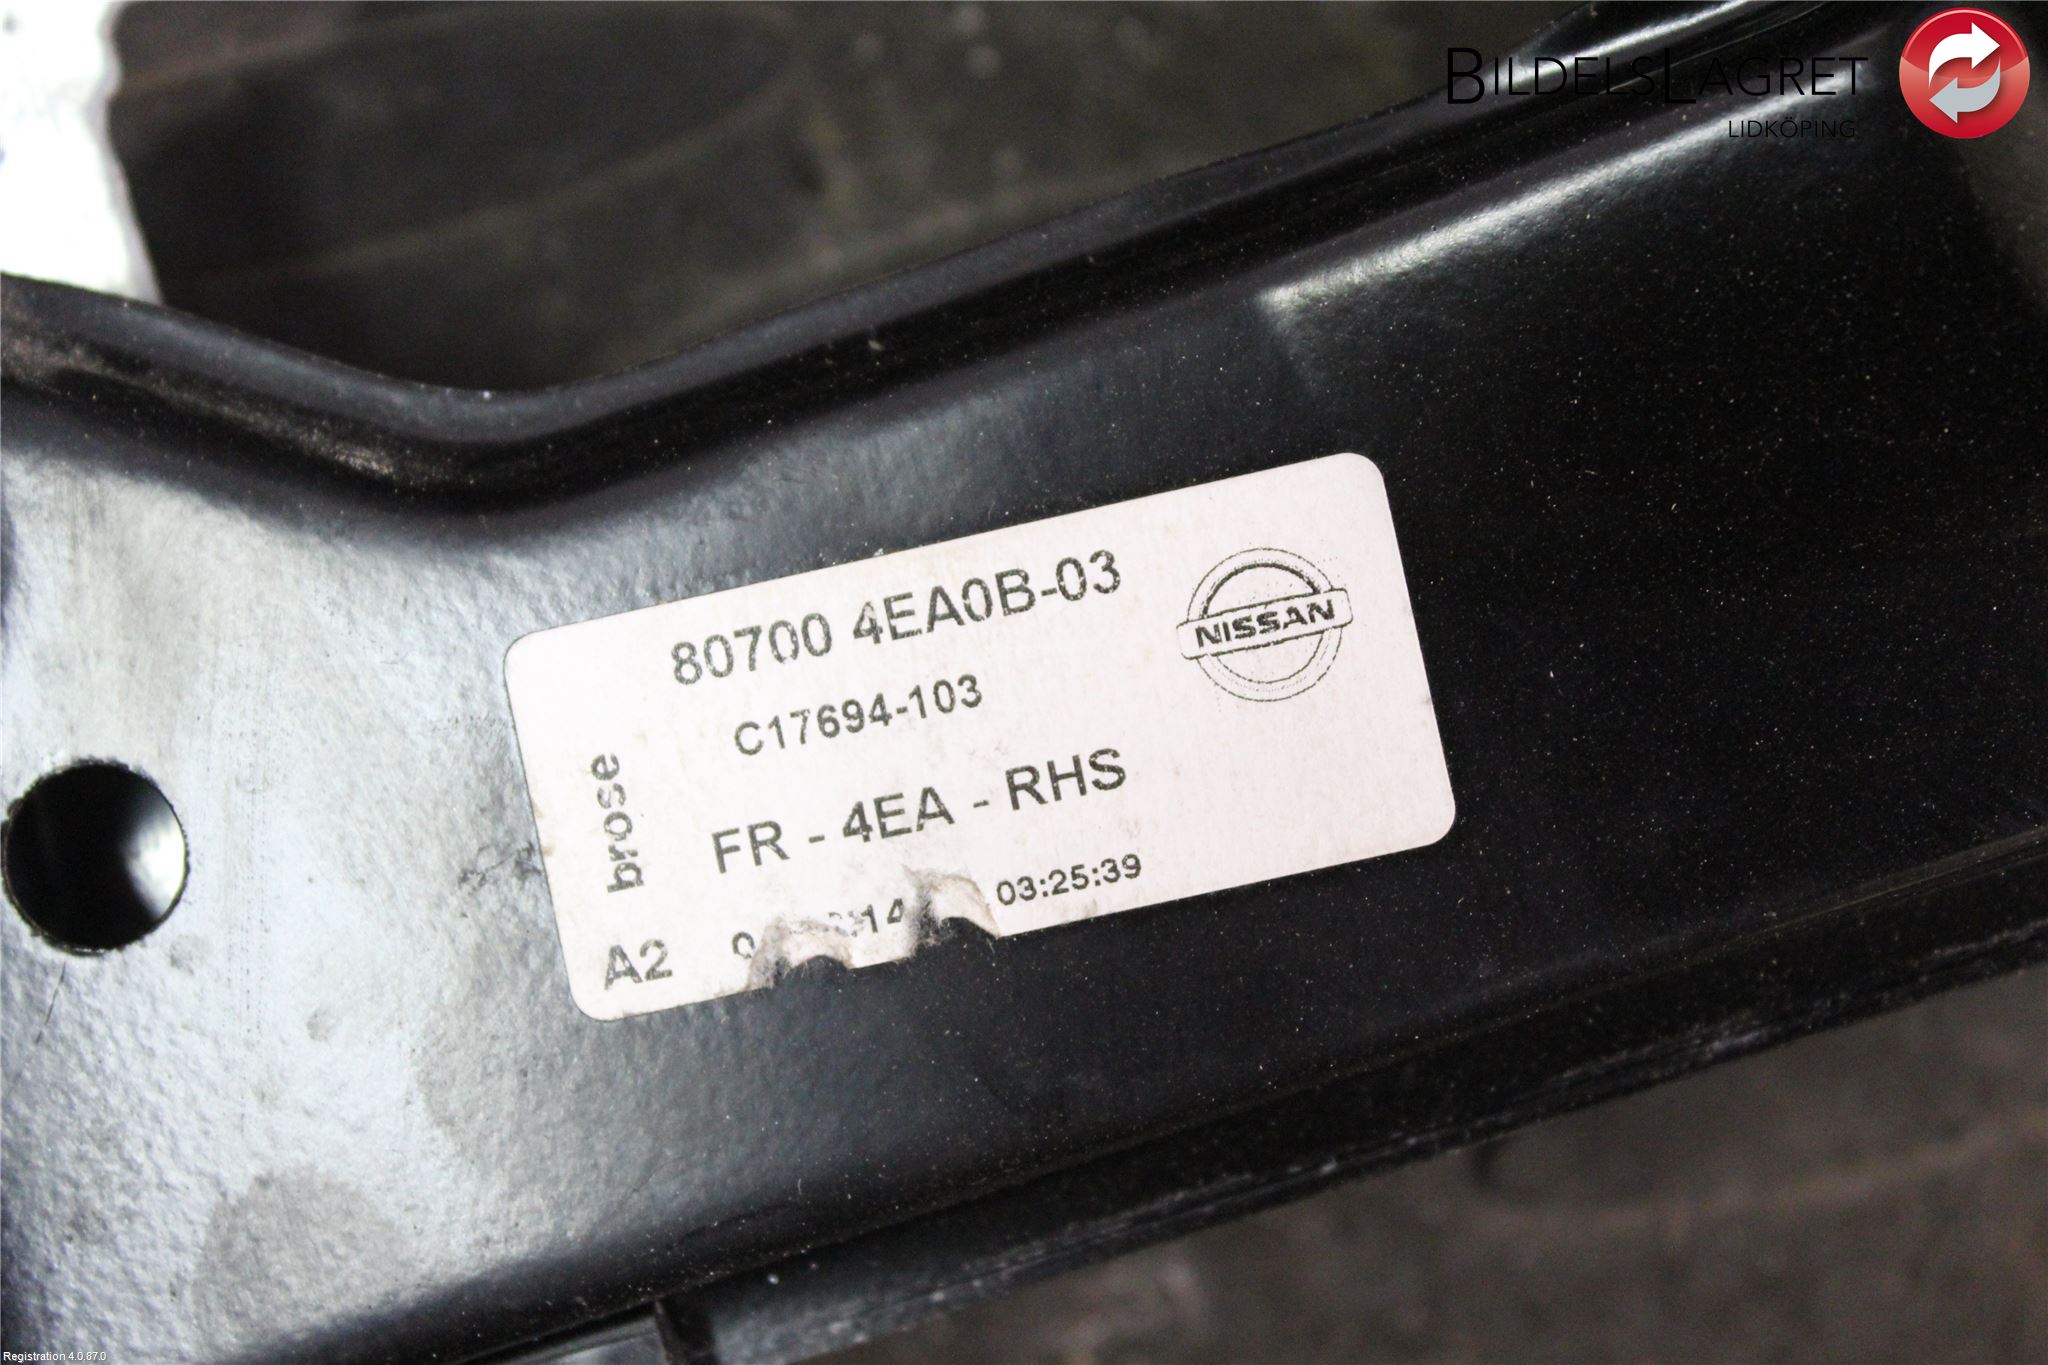 BILDELSLAGRET
LIDKÖPING
80700 4EA0B-03
NISSAN
C17694-103
brose
FR - 4EA - RHS
03:25:39
A2
Registration 4.0.87.0